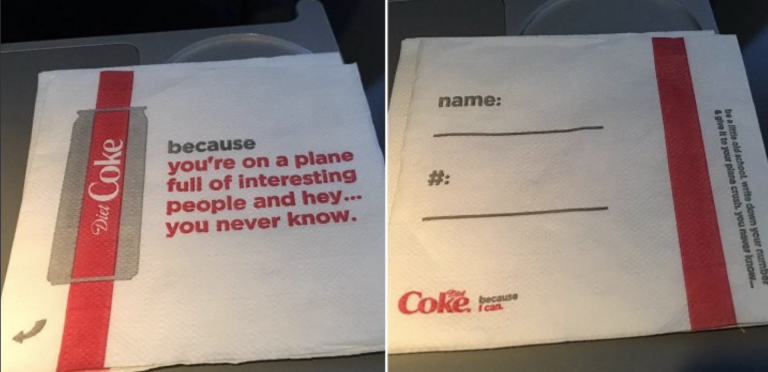 Diet Coke
because
you're on a plane
full of interesting
people and hey...
you never know.
name:
#:
be a little old school. write down your number
& give it to your plane crush. you never know...
Diet
Coke. because
i can.